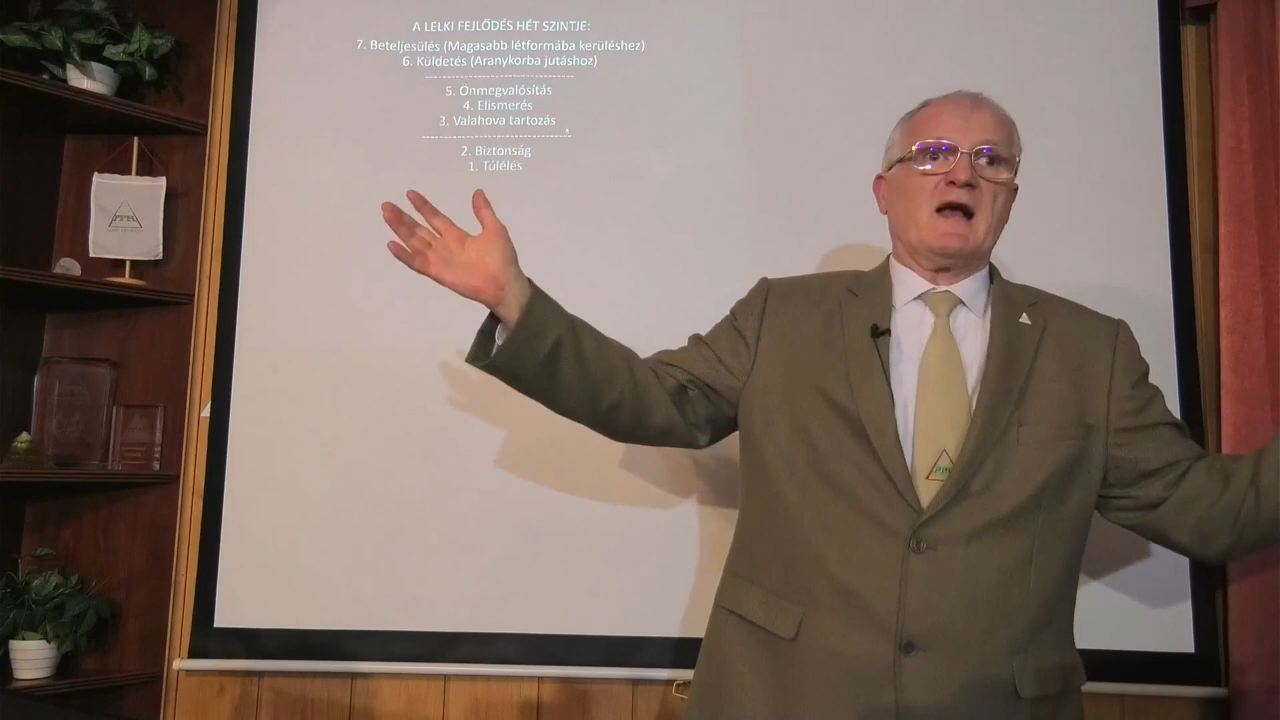 A LELKI FEJLŐDÉS HÉT SZINTJE:
7. Beteljesülés (Magasabb létformába kerüléshez)
6. Küldetés (Aranykorba jutáshoz)
5. Önmegvalósítás
4. Elismerés
3. Valahova tartozás
2. Biztonság
1. Túlélés